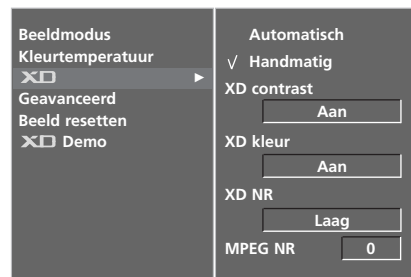 Beeldmodus
Kleurtemperatuur
XD
Geavanceerd
Beeld resetten
XD Demo
Automatisch
√ Handmatig
XD contrast
Aan
XD kleur
Aan
XD NR
Laag
MPEG NR 0